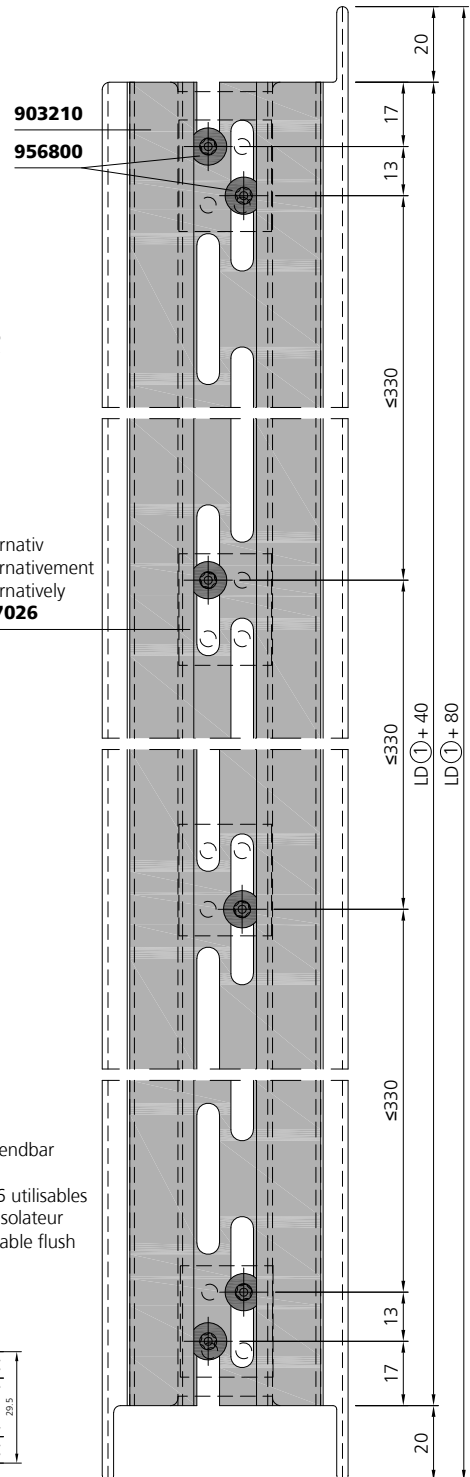 20
903210
17
956800
13
≤330
rnativ
rnativement
rnatively
7026
≤330
LD ① + 40
LD ① + 80
≤330
endbar
utilisables
solateur
able flush
13
29.5
17
20